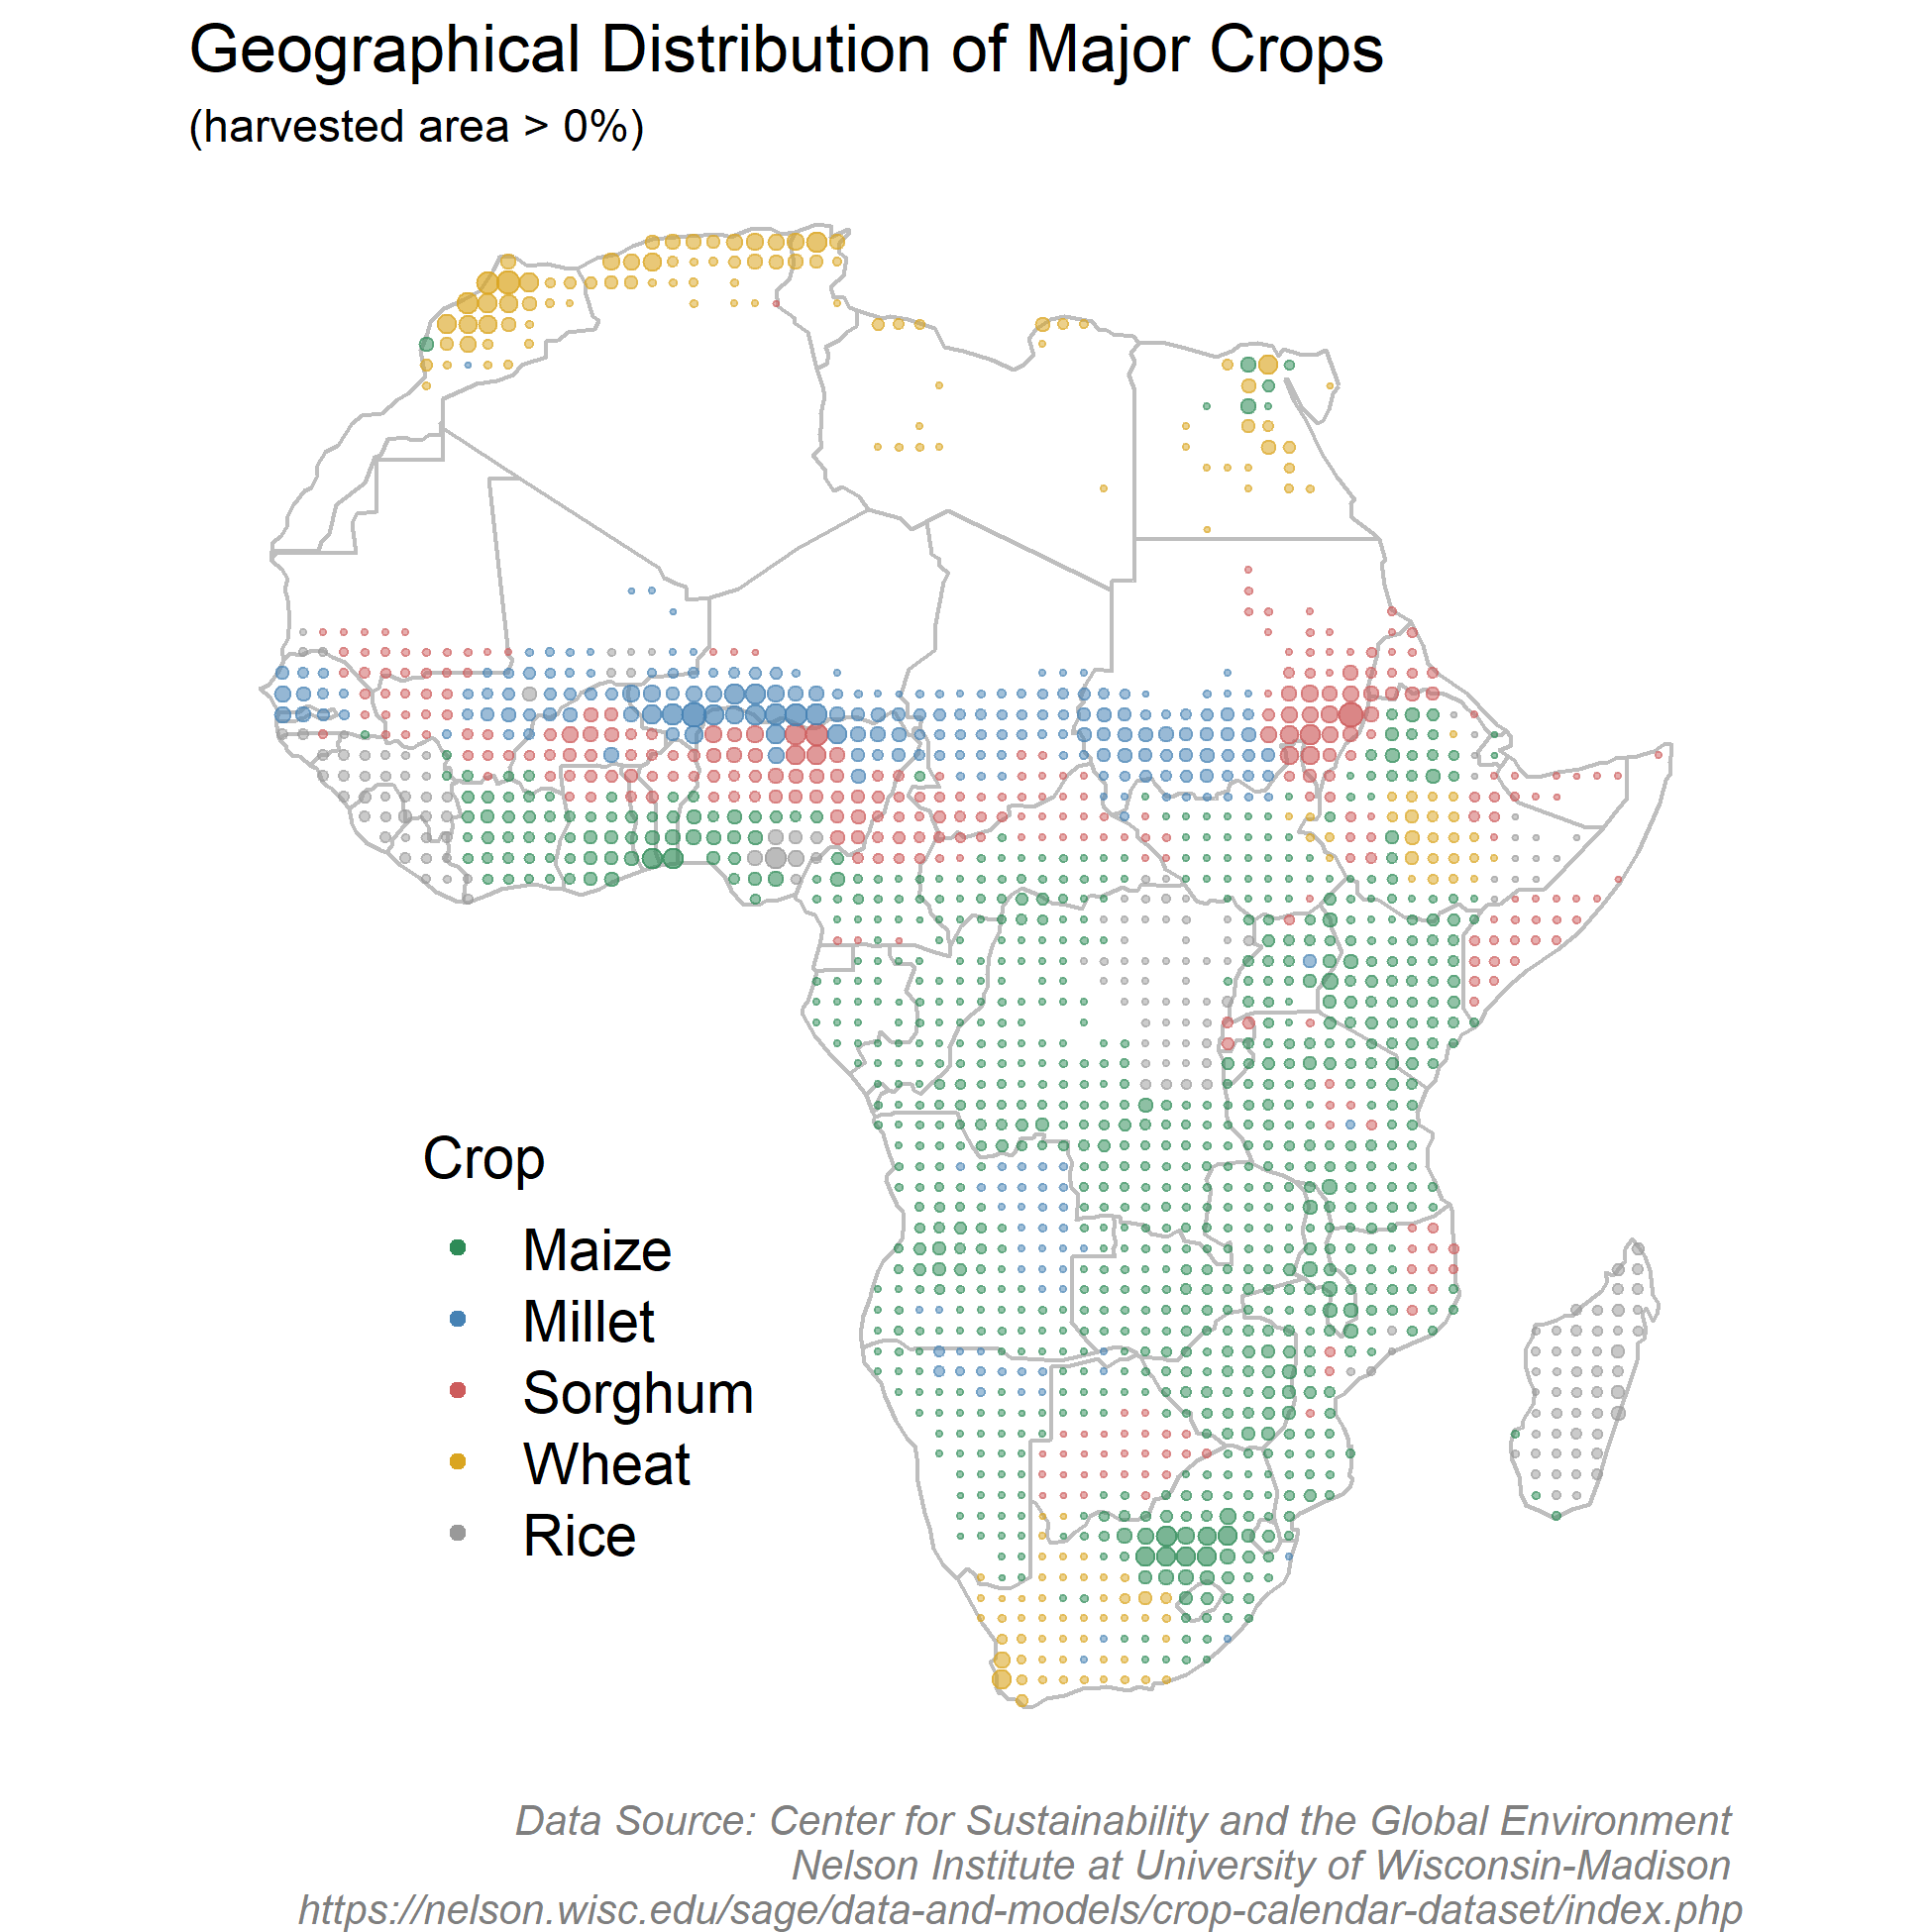 Geographical Distribution of Major Crops
(harvested area > 0%)
Crop
Maize
Millet
Sorghum
Wheat
Rice
Data Source: Center for Sustainability and the Global Environment
Nelson Institute at University of Wisconsin-Madison
https://nelson.wisc.edu/sage/data-and-models/crop-calendar-dataset/index.php